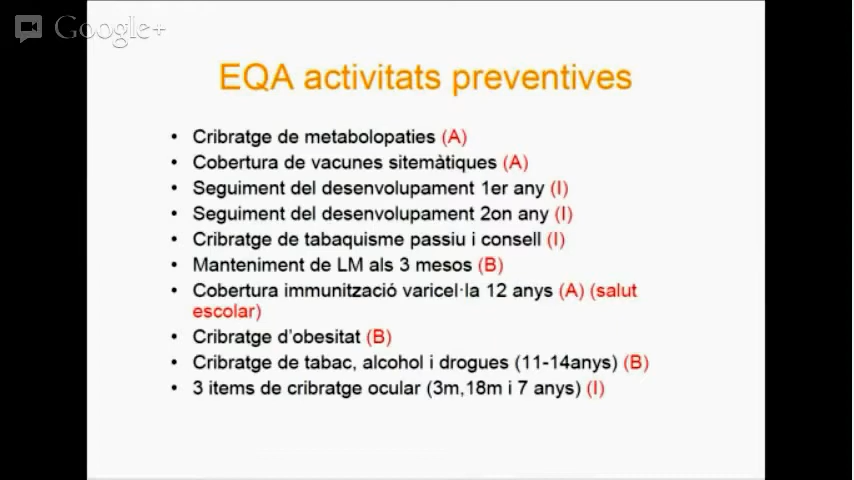 Google+
EQA activitats preventives
• Cribratge de metabolopaties (A)
• Cobertura de vacunes sitemàtiques (A)
• Seguiment del desenvolupament 1er any (I)
• Seguiment del desenvolupament 2on any (I)
• Cribratge de tabaquisme passiu i consell (I)
• Manteniment de LM als 3 mesos (B)
• Cobertura immunització varicel·la 12 anys (A) (salut
escolar)
• Cribratge d'obesitat (B)
• Cribratge de tabac, alcohol i drogues (11-14anys) (B)
• 3 items de cribratge ocular (3m,18m i 7 anys) (I)